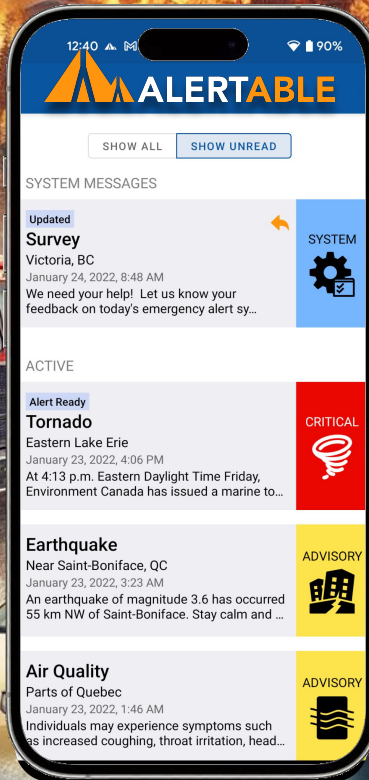 12:40
90%
ALERTABLE
SHOW ALL
SHOW UNREAD
SYSTEM MESSAGES
Updated
Survey
Victoria, BC
January 24, 2022, 8:48 AM
We need your help! Let us know your
feedback on today's emergency alert sy...
SYSTEM
ACTIVE
Alert Ready
Tornado
Eastern Lake Erie
January 23, 2022, 4:06 PM
At 4:13 p.m. Eastern Daylight Time Friday,
Environment Canada has issued a marine to...
CRITICAL
Earthquake
Near Saint-Boniface, QC
January 23, 2022, 3:23 AM
An earthquake of magnitude 3.6 has occurred
55 km NW of Saint-Boniface. Stay calm and ...
ADVISORY
Air Quality
Parts of Quebec
January 23, 2022, 1:46 AM
Individuals may experience symptoms such
as increased coughing, throat irritation, head...
ADVISORY